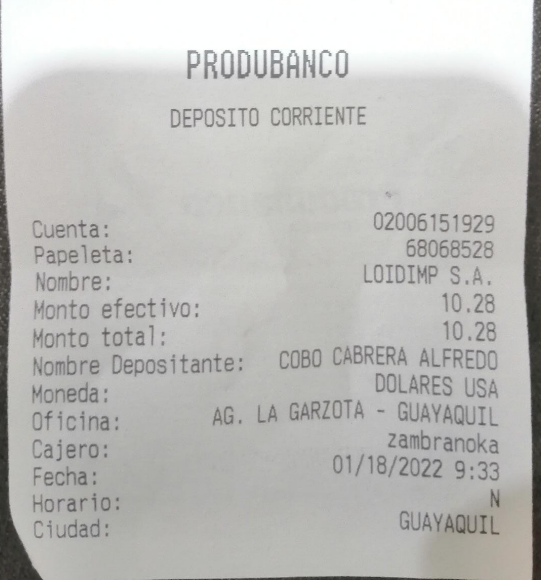 PRODUBANCO
DEPOSITO CORRIENTE
Cuenta: 02006151929
Papeleta: 68068528
Nombre: LOIDIMP S.A.
Monto efectivo: 10.28
Monto total: 10.28
Nombre Depositante: COBO CABRERA ALFREDO
Moneda: DOLARES USA
Oficina: AG. LA GARZOTA - GUAYAQUIL
Cajero: zambranoka
Fecha: 01/18/2022 9:33
Horario: N
Ciudad: GUAYAQUIL